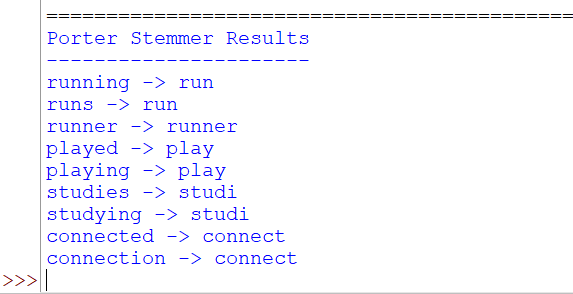 ============================================
Porter Stemmer Results
----------------------
running -> run
runs -> run
runner -> runner
played -> play
playing -> play
studies -> studi
studying -> studi
connected -> connect
connection -> connect
>>>